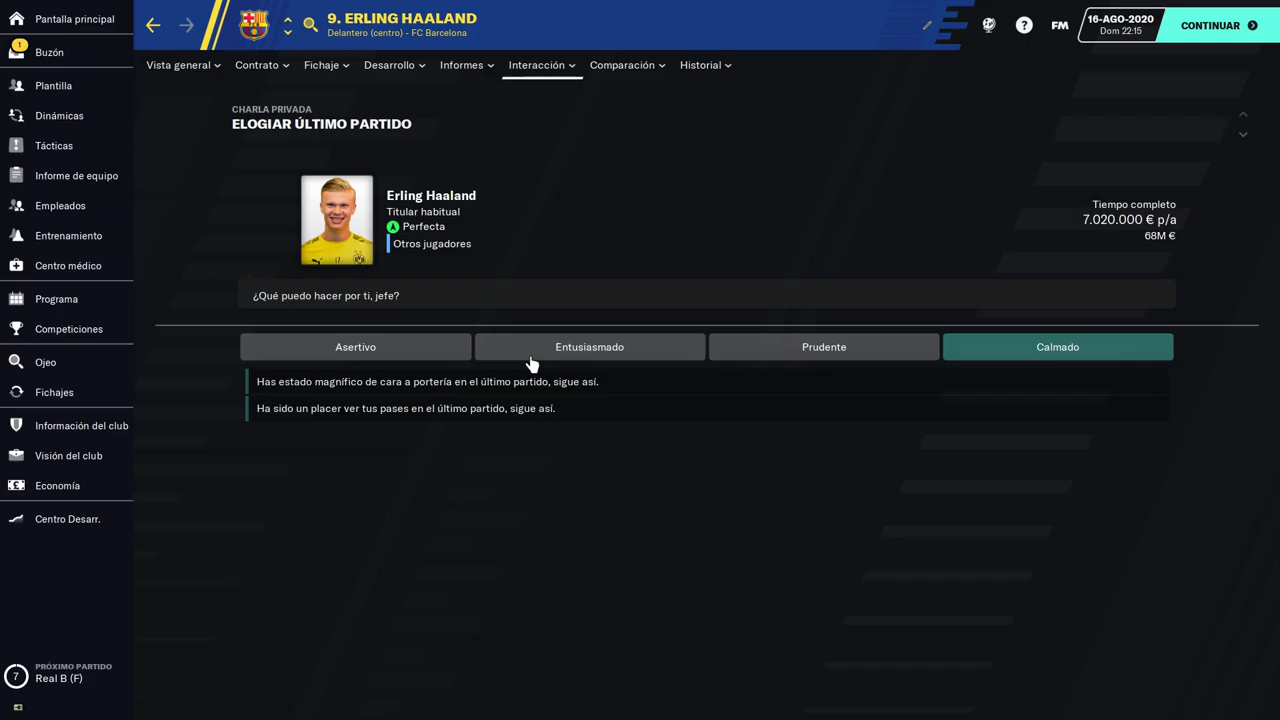 Pantalla principal
1
Buzón
Plantilla
Dinámicas
Tácticas
Informe de equipo
Empleados
Entrenamiento
Centro médico
Programa
Competiciones
Ojeo
Fichajes
Información del club
Visión del club
Economía
Centro Desarr.
7
PRÓXIMO PARTIDO
Real B (F)
9. ERLING HAALAND
Delantero (centro) - FC Barcelona
?
FM
16-AGO-2020
Dom 22:15
CONTINUAR
Vista general
Contrato
Fichaje
Desarrollo
Informes
Interacción
Comparación
Historial
CHARLA PRIVADA
ELOGIAR ÚLTIMO PARTIDO
Erling Haaland
Titular habitual
Perfecta
Otros jugadores
Tiempo completo
7.020.000 € p/a
68M €
¿Qué puedo hacer por ti, jefe?
Asertivo
Entusiasmado
Prudente
Calmado
Has estado magnífico de cara a portería en el último partido, sigue así.
Ha sido un placer ver tus pases en el último partido, sigue así.